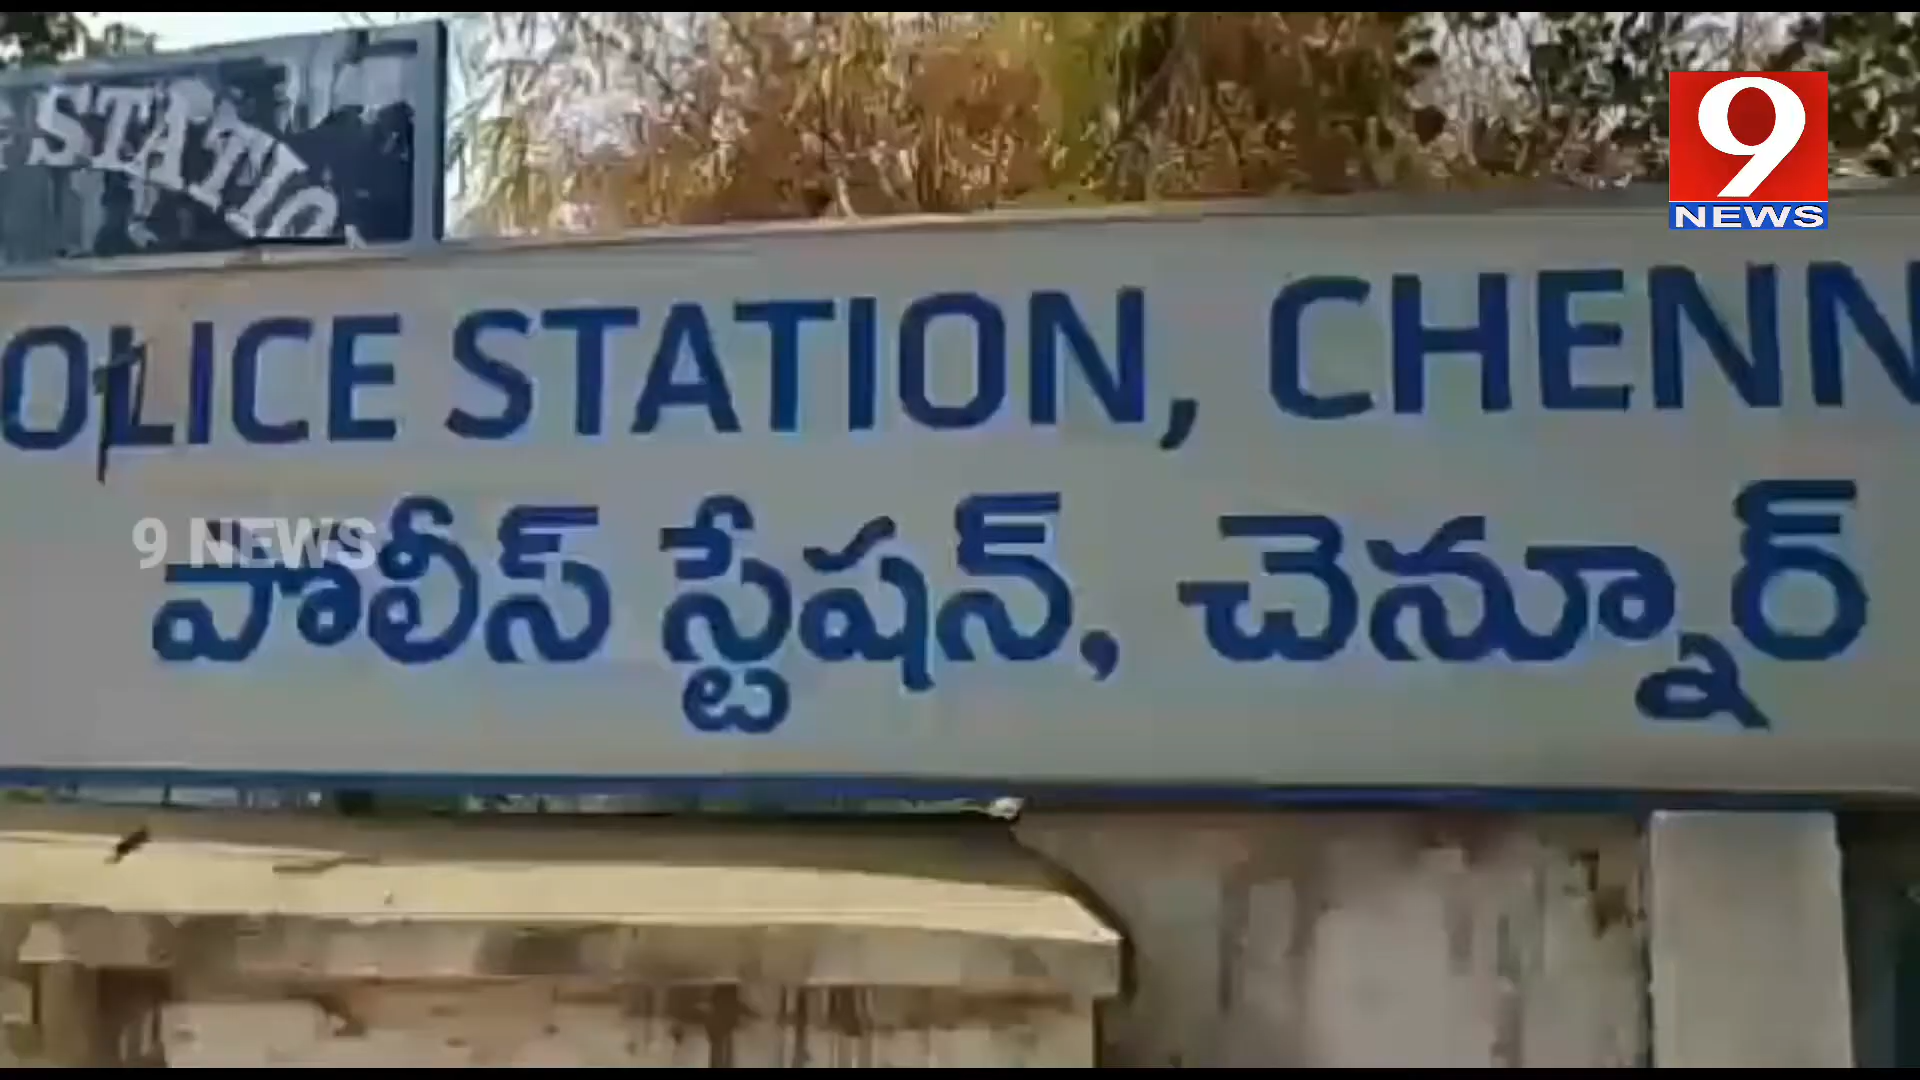 STATIO
9
NEWS
OLICE STATION, CHENN
9 NEWS
పోలీస్ స్టేషన్, చెన్నూర్